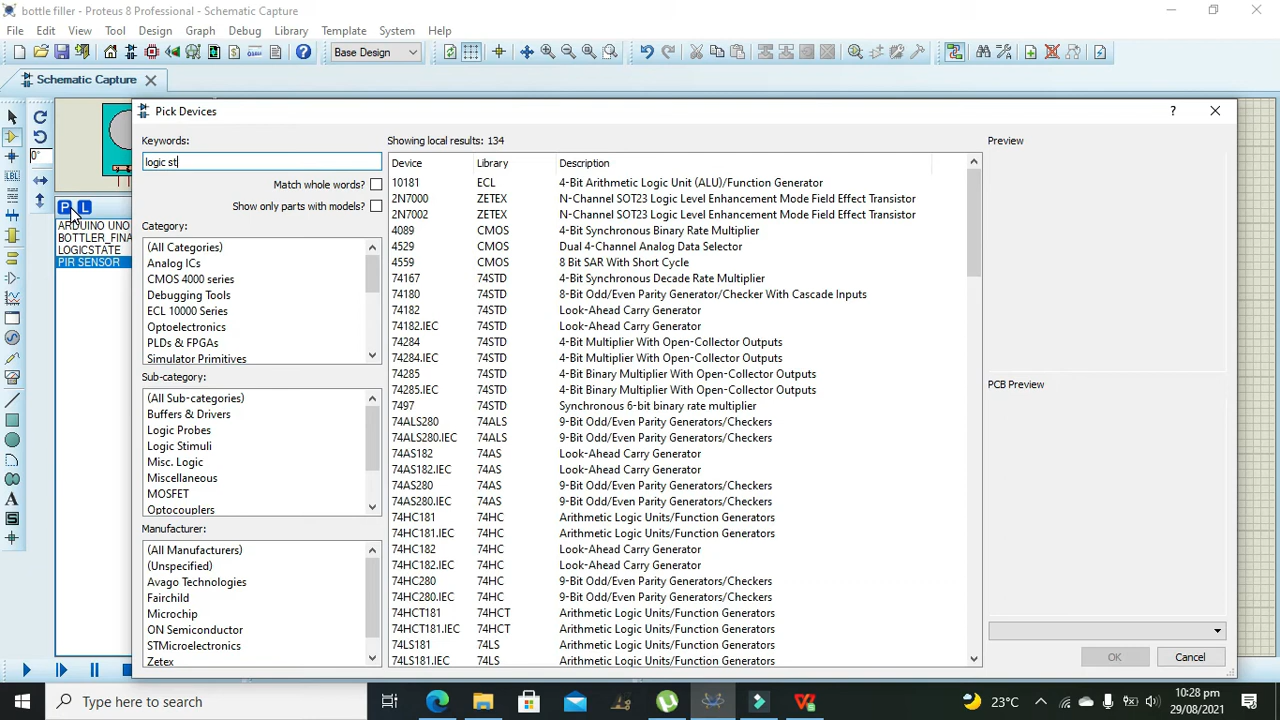 bottle filler - Proteus 8 Professional - Schematic Capture
File Edit View Tool Design Graph Debug Library Template System Help
Base Design
Schematic Capture
Pick Devices
Keywords:
logic st
Match whole words?
Show only parts with models?
Category:
(All Categories)
Analog ICs
CMOS 4000 series
Debugging Tools
ECL 10000 Series
Optoelectronics
PLDs & FPGAs
Simulator Primitives
Sub-category:
(All Sub-categories)
Buffers & Drivers
Logic Probes
Logic Stimuli
Misc. Logic
Miscellaneous
MOSFET
Optocouplers
Manufacturer:
(All Manufacturers)
(Unspecified)
Avago Technologies
Fairchild
Microchip
ON Semiconductor
STMicroelectronics
Zetex
Showing local results: 134
Device Library Description
10181 ECL 4-Bit Arithmetic Logic Unit (ALU)/Function Generator
2N7000 ZETEX N-Channel SOT23 Logic Level Enhancement Mode Field Effect Transistor
2N7002 ZETEX N-Channel SOT23 Logic Level Enhancement Mode Field Effect Transistor
4089 CMOS 4-Bit Synchronous Binary Rate Multiplier
4529 CMOS Dual 4-Channel Analog Data Selector
4559 CMOS 8 Bit SAR With Short Cycle
74167 74STD 4-Bit Synchronous Decade Rate Multiplier
74180 74STD 8-Bit Odd/Even Parity Generator/Checker With Cascade Inputs
74182 74STD Look-Ahead Carry Generator
74182.IEC 74STD Look-Ahead Carry Generator
74284 74STD 4-Bit Multiplier With Open-Collector Outputs
74284.IEC 74STD 4-Bit Multiplier With Open-Collector Outputs
74285 74STD 4-Bit Binary Multiplier With Open-Collector Outputs
74285.IEC 74STD 4-Bit Binary Multiplier With Open-Collector Outputs
7497 74STD Synchronous 6-bit binary rate multiplier
74ALS280 74ALS 9-Bit Odd/Even Parity Generators/Checkers
74ALS280.IEC 74ALS 9-Bit Odd/Even Parity Generators/Checkers
74AS182 74AS Look-Ahead Carry Generator
74AS182.IEC 74AS Look-Ahead Carry Generator
74AS280 74AS 9-Bit Odd/Even Parity Generators/Checkers
74AS280.IEC 74AS 9-Bit Odd/Even Parity Generators/Checkers
74HC181 74HC Arithmetic Logic Units/Function Generators
74HC181.IEC 74HC Arithmetic Logic Units/Function Generators
74HC182 74HC Look-Ahead Carry Generator
74HC182.IEC 74HC Look-Ahead Carry Generator
74HC280 74HC 9-Bit Odd/Even Parity Generators/Checkers
74HC280.IEC 74HC 9-Bit Odd/Even Parity Generators/Checkers
74HCT181 74HCT Arithmetic Logic Units/Function Generators
74HCT181.IEC 74HCT Arithmetic Logic Units/Function Generators
74LS181 74LS Arithmetic Logic Units/Function Generators
74LS181.IEC 74LS Arithmetic Logic Units/Function Generators
Preview
PCB Preview
OK Cancel
0°
P L
ARDUINO UNO
BOTTLER_FINA
LOGICSTATE
PIR SENSOR
Type here to search
23°C
10:28 pm
29/08/2021